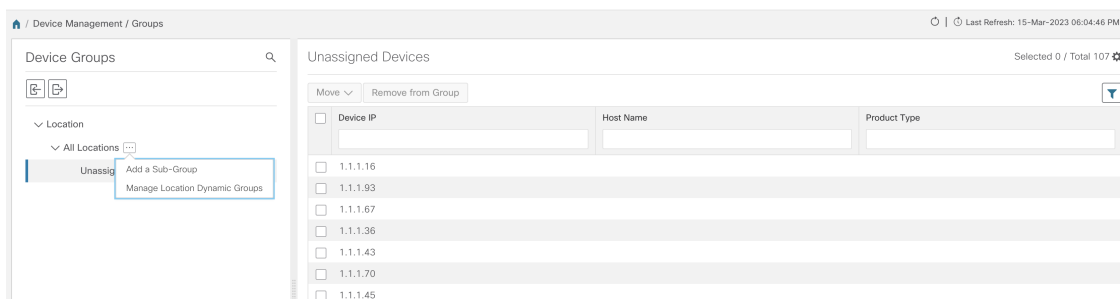 / Device Management / Groups
Last Refresh: 15-Mar-2023 06:04:46 PM
Device Groups
Unassigned Devices
Selected 0 / Total 107
Move
Remove from Group
Device IP
Host Name
Product Type
Location
All Locations
Unassig
Add a Sub-Group
Manage Location Dynamic Groups
1.1.1.16
1.1.1.93
1.1.1.67
1.1.1.36
1.1.1.43
1.1.1.70
1.1.1.45